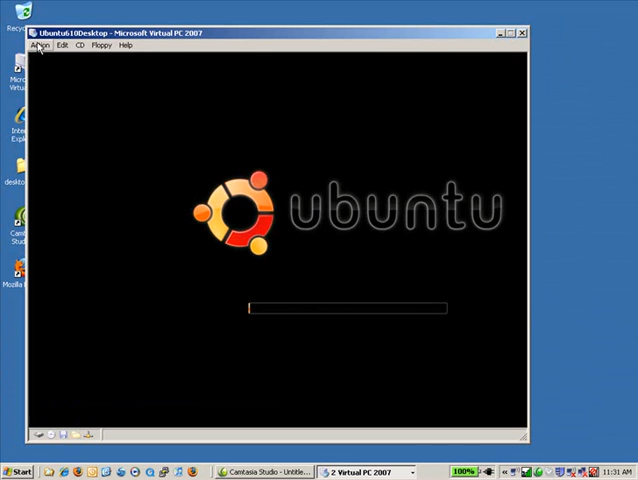 Ubuntu610Desktop - Microsoft Virtual PC 2007
Action Edit CD Floppy Help
ubuntu
Start
Camtasia Studio - Untitle...
2 Virtual PC 2007
100%
11:31 AM